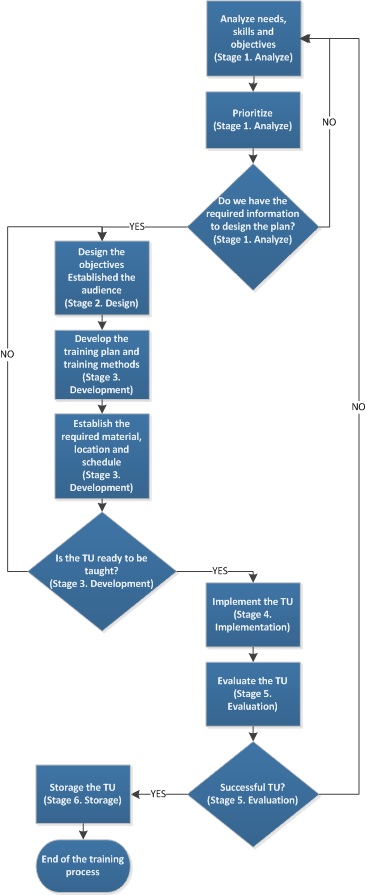 Analyze needs,
skills and
objectives
(Stage 1. Analyze)
Prioritize
(Stage 1. Analyze)
NO
Do we have the
required information
to design the plan?
(Stage 1. Analyze)
YES
Design the
objectives
Established the
audience
(Stage 2. Design)
NO
Develop the
training plan and
training methods
(Stage 3.
Development)
NO
Establish the
required material,
location and
schedule
(Stage 3.
Development)
Is the TU ready to be
taught?
(Stage 3. Development)
YES
Implement the TU
(Stage 4.
Implementation)
Evaluate the TU
(Stage 5.
Evaluation)
Successful TU?
(Stage 5. Evaluation)
YES
Storage the TU
(Stage 6. Storage)
End of the training
process